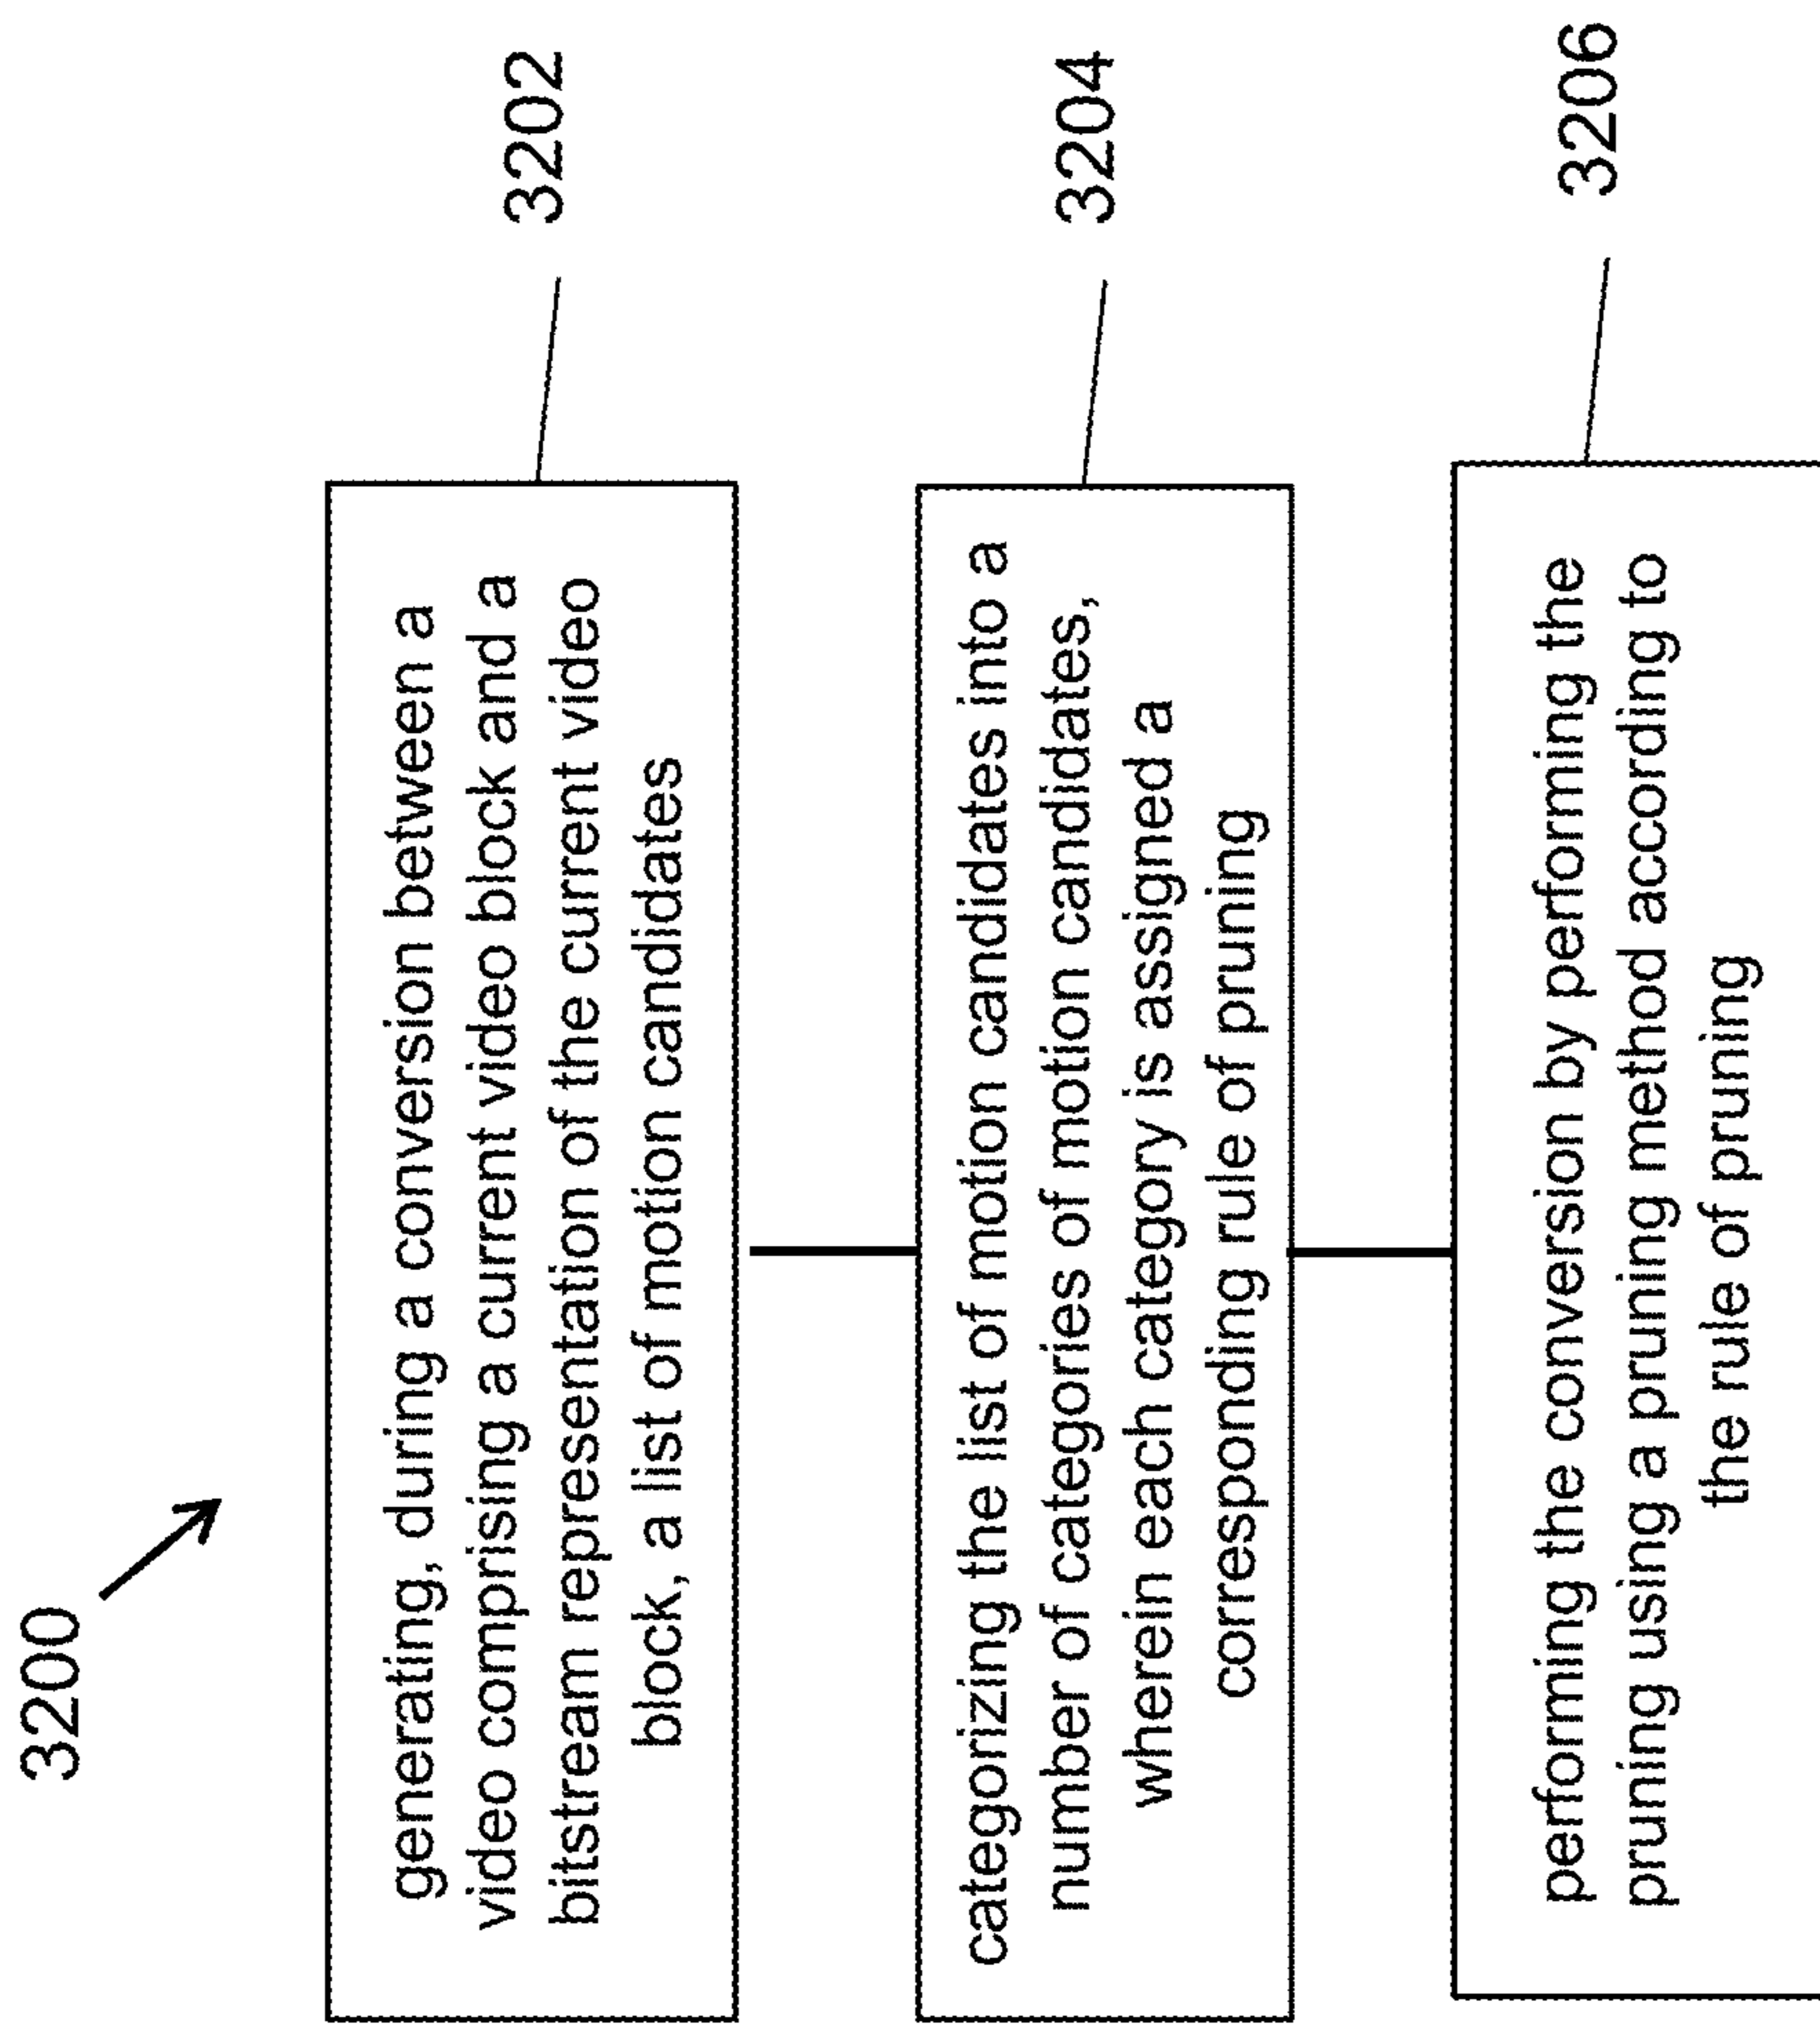 3200
generating, during a conversion between a
video comprising a current video block and a
bitstream representation of the current video
block, a list of motion candidates
3202
categorizing the list of motion candidates into a
number of categories of motion candidates,
wherein each category is assigned a
corresponding rule of pruning
3204
performing the conversion by performing the
pruning using a pruning method according to
the rule of pruning
3206